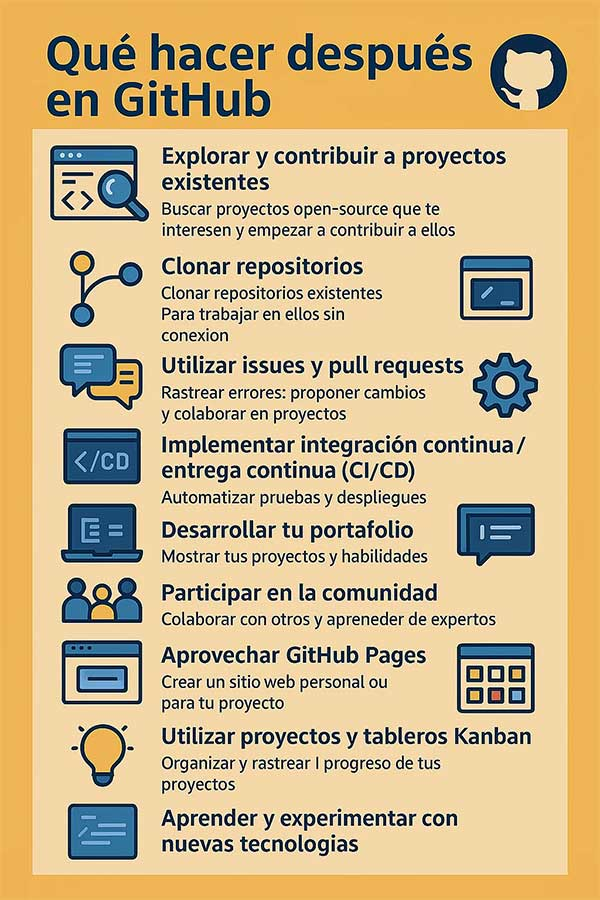 Qué hacer después
en GitHub
Explorar y contribuir a proyectos
existentes
Buscar proyectos open-source que te
interesen y empezar a contribuir a ellos
Clonar repositorios
Clonar repositorios existentes
Para trabajar en ellos sin
conexion
Utilizar issues y pull requests
Rastrear errores: proponer cambios
y colaborar en proyectos
</CD
Implementar integración continua/
entrega continua (CI/CD)
Automatizar pruebas y despliegues
Desarrollar tu portafolio
Mostrar tus proyectos y habilidades
Participar en la comunidad
Colaborar con otros y apreneder de expertos
Aprovechar GitHub Pages
Crear un sitio web personal ou
para tu proyecto
Utilizar proyectos y tableros Kanban
Organizar y rastrear l progreso de tus
proyectos
Aprender y experimentar con
nuevas tecnologias